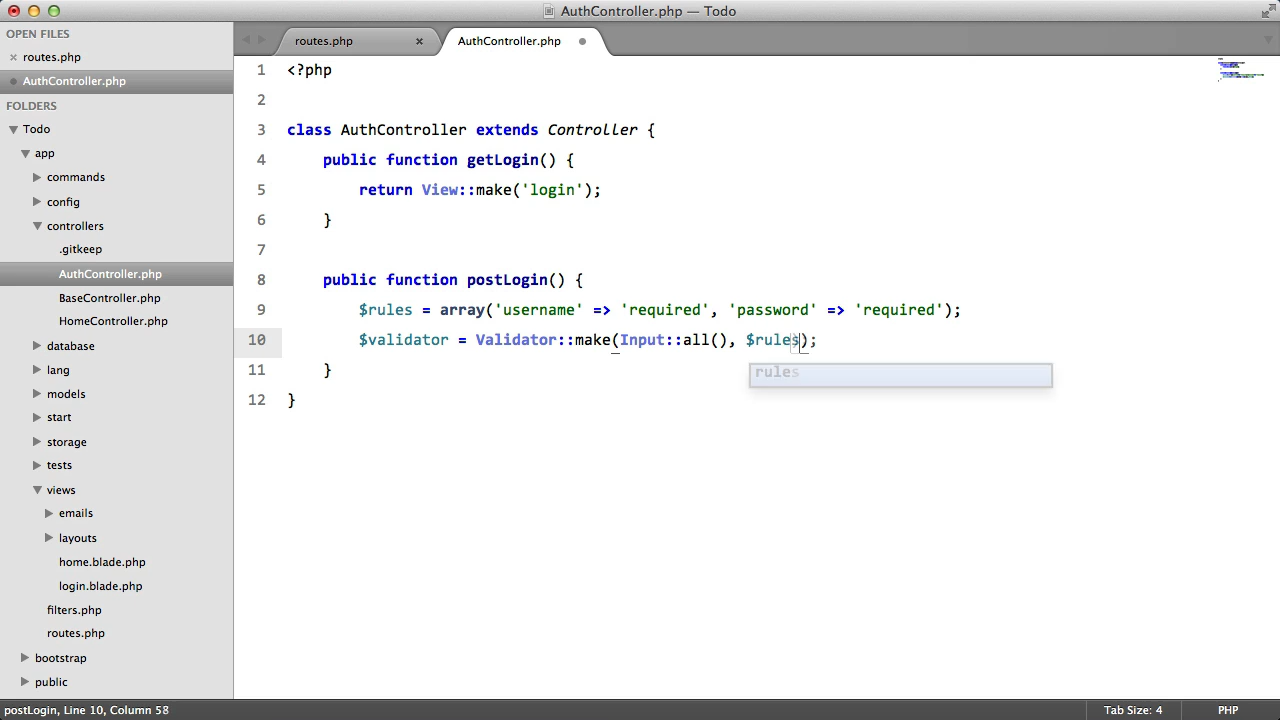 AuthController.php — Todo
OPEN FILES
routes.php
AuthController.php
FOLDERS
Todo
app
commands
config
controllers
.gitkeep
AuthController.php
BaseController.php
HomeController.php
database
lang
models
start
storage
tests
views
emails
layouts
home.blade.php
login.blade.php
filters.php
routes.php
bootstrap
public
routes.php
AuthController.php
1 <?php
2
3 class AuthController extends Controller {
4 public function getLogin() {
5 return View::make('login');
6 }
7
8 public function postLogin() {
9 $rules = array('username' => 'required', 'password' => 'required');
10 $validator = Validator::make(Input::all(), $rules);
rules
11 }
12 }
postLogin, Line 10, Column 58
Tab Size: 4
PHP